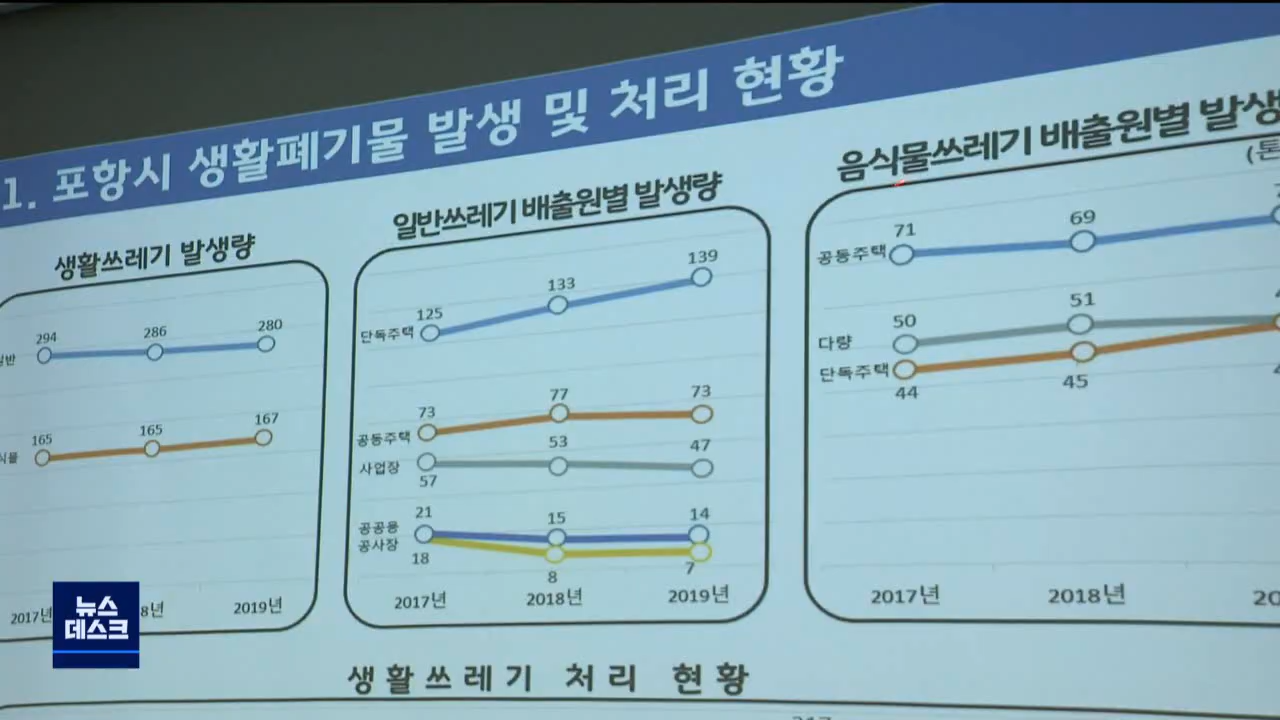 1. 포항시 생활폐기물 발생 및 처리 현황
생활쓰레기 발생량
294
286
280
165
165
167
2017년
2019년
일반쓰레기 배출원별 발생량
단독주택
125
133
139
공동주택
73
77
73
사업장
57
53
47
공공용
21
15
14
공사장
18
8
7
2017년
2018년
2019년
음식물쓰레기 배출원별
공동주택
71
69
다량
50
51
단독주택
44
45
2017년
2018년
생활쓰레기 처리 현황
뉴스
데스크